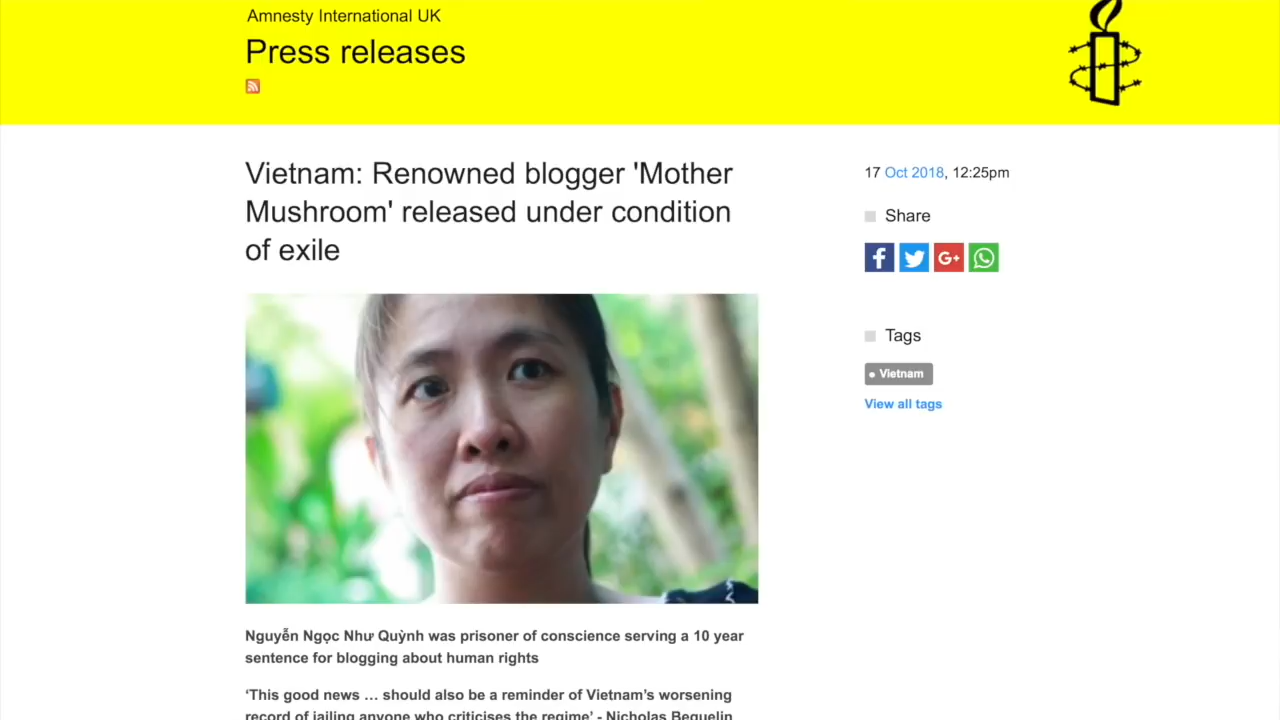 Amnesty International UK
Press releases
Vietnam: Renowned blogger 'Mother
Mushroom' released under condition
of exile
17 Oct 2018, 12:25pm
Share
G+
Tags
Vietnam
View all tags
Nguyễn Ngọc Như Quỳnh was prisoner of conscience serving a 10 year
sentence for blogging about human rights
‘This good news … should also be a reminder of Vietnam’s worsening
record of jailing anyone who criticises the regime’ - Nicholas Bequelin